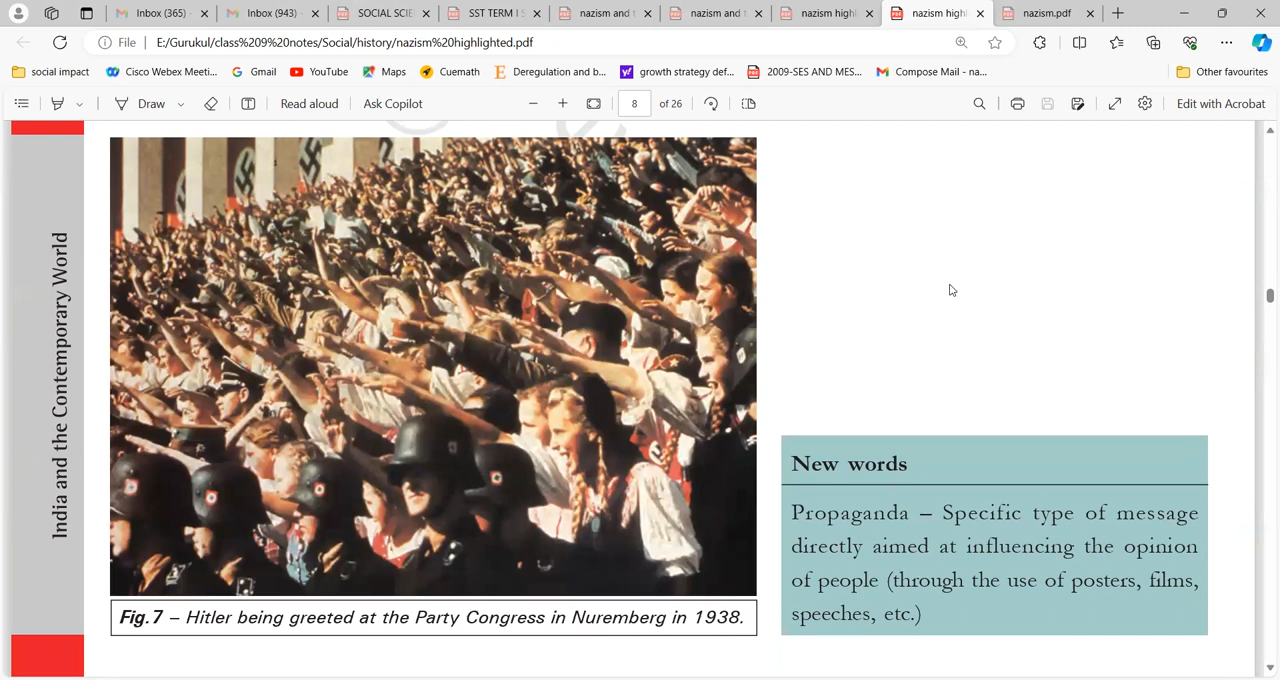 Inbox (365)
Inbox (943)
SOCIAL SCIE
SST TERM I S
nazism and t
nazism and t
nazism highl
nazism highl
nazism.pdf
File
E:/Gurukul/class%209%20notes/Social/history/nazism%20highlighted.pdf
social impact
Cisco Webex Meeti...
Gmail
YouTube
Maps
Cuemath
Deregulation and b...
growth strategy def...
2009-SES AND MES...
Compose Mail - na...
Other favourites
Draw
Read aloud
Ask Copilot
8
of 26
Edit with Acrobat
India and the Contemporary World
Fig.7 – Hitler being greeted at the Party Congress in Nuremberg in 1938.
New words
Propaganda – Specific type of message
directly aimed at influencing the opinion
of people (through the use of posters, films,
speeches, etc.)